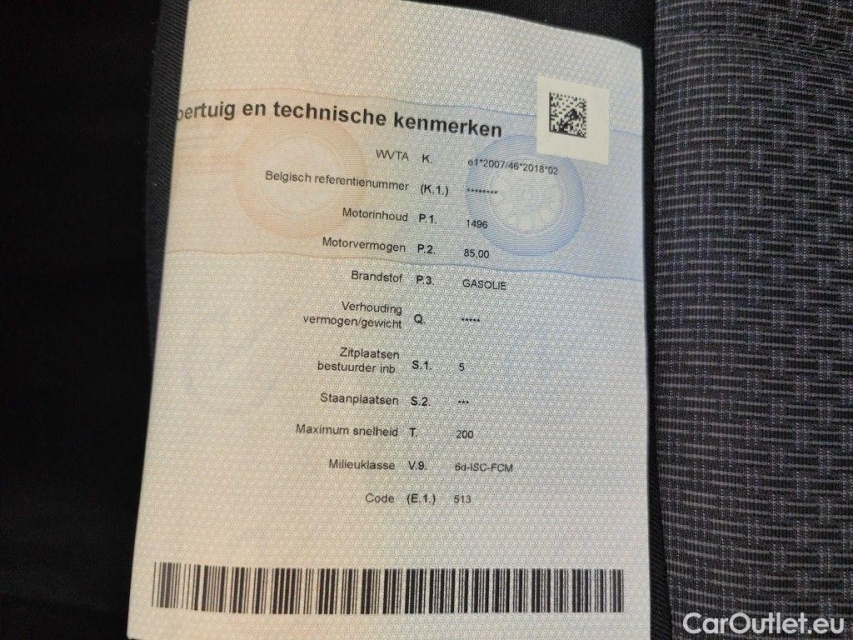 oertuig en technische kenmerken
WVTA K. e1*2007/46*2018*02
Belgisch referentienummer (K.1.) --------
Motorinhoud P.1. 1496
Motorvermogen P.2. 85,00
Brandstof P.3. GASOLIE
Verhouding
vermogen/gewicht Q. -----
Zitplaatsen
bestuurder inb. S.1. 5
Staanplaatsen S.2. ---
Maximum snelheid T. 200
Milieuklasse V.9. 6d-ISC-FCM
Code (E.1.) 513
CarOutlet.eu